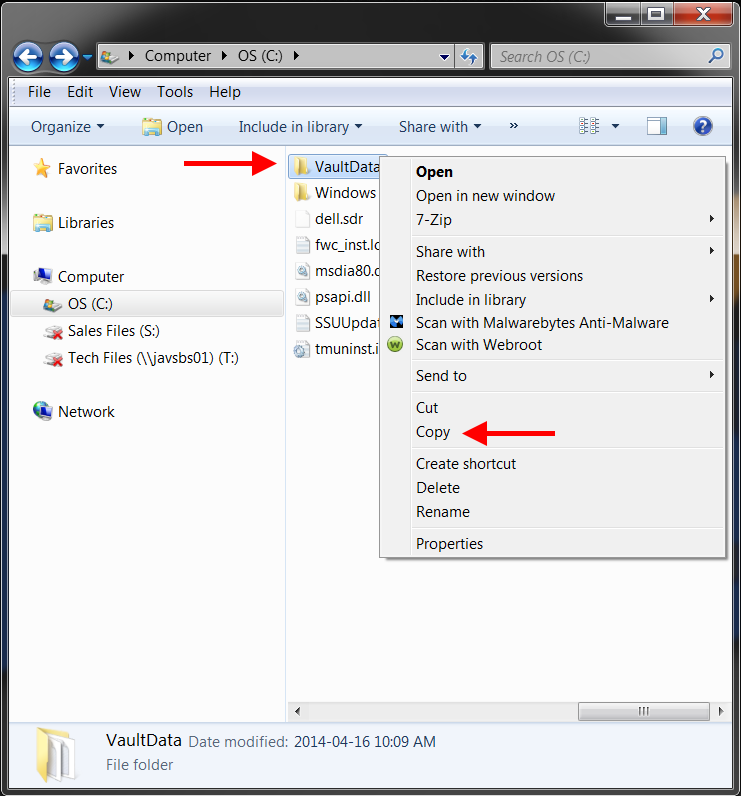 Computer ▸ OS (C:) ▸
Search OS (C:)
File Edit View Tools Help
Organize Open Include in library Share with »
Favorites
Libraries
Computer
OS (C:)
Sales Files (S:)
Tech Files (\\javsbs01) (T:)
Network
VaultData
Windows
dell.sdr
fwc_inst.lo
msdia80.d
psapi.dll
SSUUpdat
tmuninst.i
Open
Open in new window
7-Zip
Share with
Restore previous versions
Include in library
Scan with Malwarebytes Anti-Malware
Scan with Webroot
Send to
Cut
Copy
Create shortcut
Delete
Rename
Properties
VaultData Date modified: 2014-04-16 10:09 AM
File folder